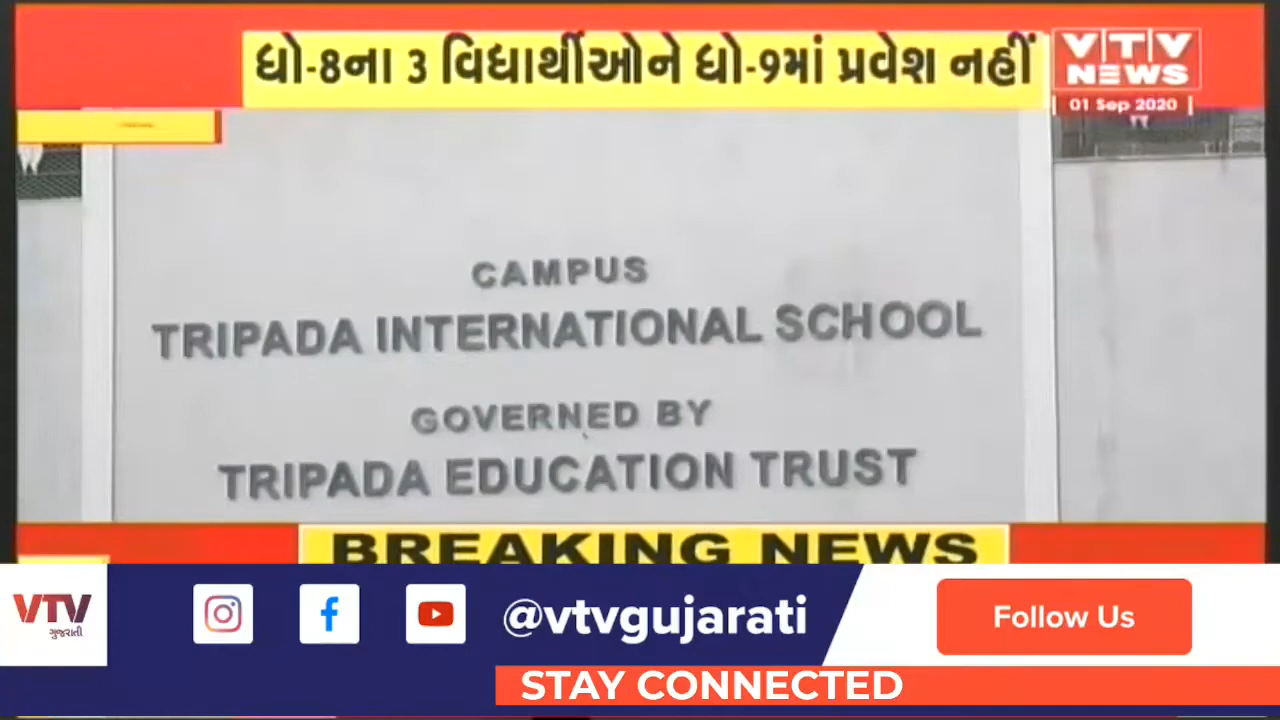 ધો-8ના 3 વિદ્યાર્થીઓને ધો-9માં પ્રવેશ નહીં
VTV
NEWS
01 Sep 2020
CAMPUS
TRIPADA INTERNATIONAL SCHOOL
GOVERNED BY
TRIPADA EDUCATION TRUST
BREAKING NEWS
VTV
ગુજરાતી
@vtvgujarati
Follow Us
STAY CONNECTED